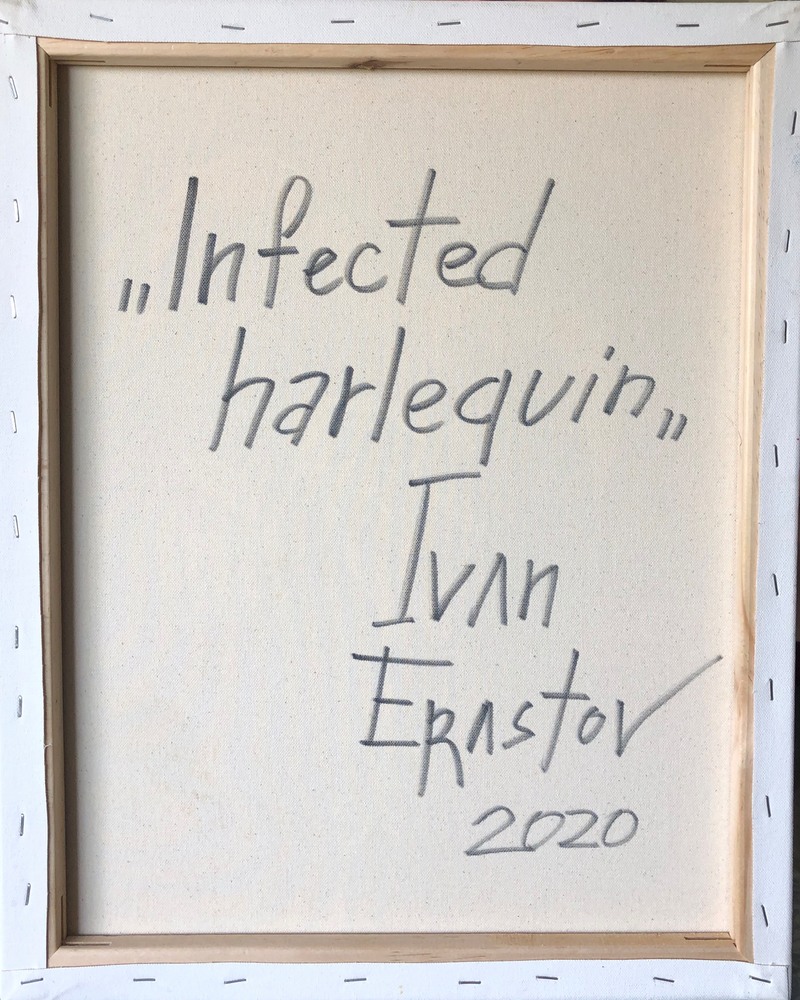 „Infected
harlequin„
Ivan
Erastov
2020